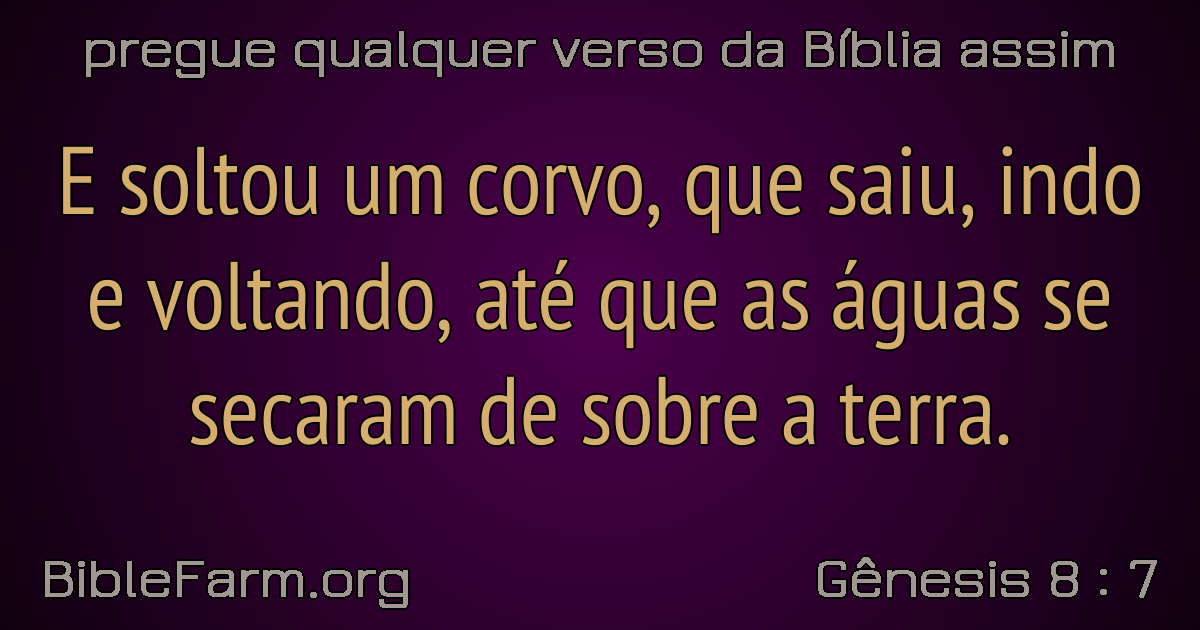 pregue qualquer verso da Bíblia assim
E soltou um corvo, que saiu, indo
e voltando, até que as águas se
secaram de sobre a terra.
BibleFarm.org
Gênesis 8 : 7